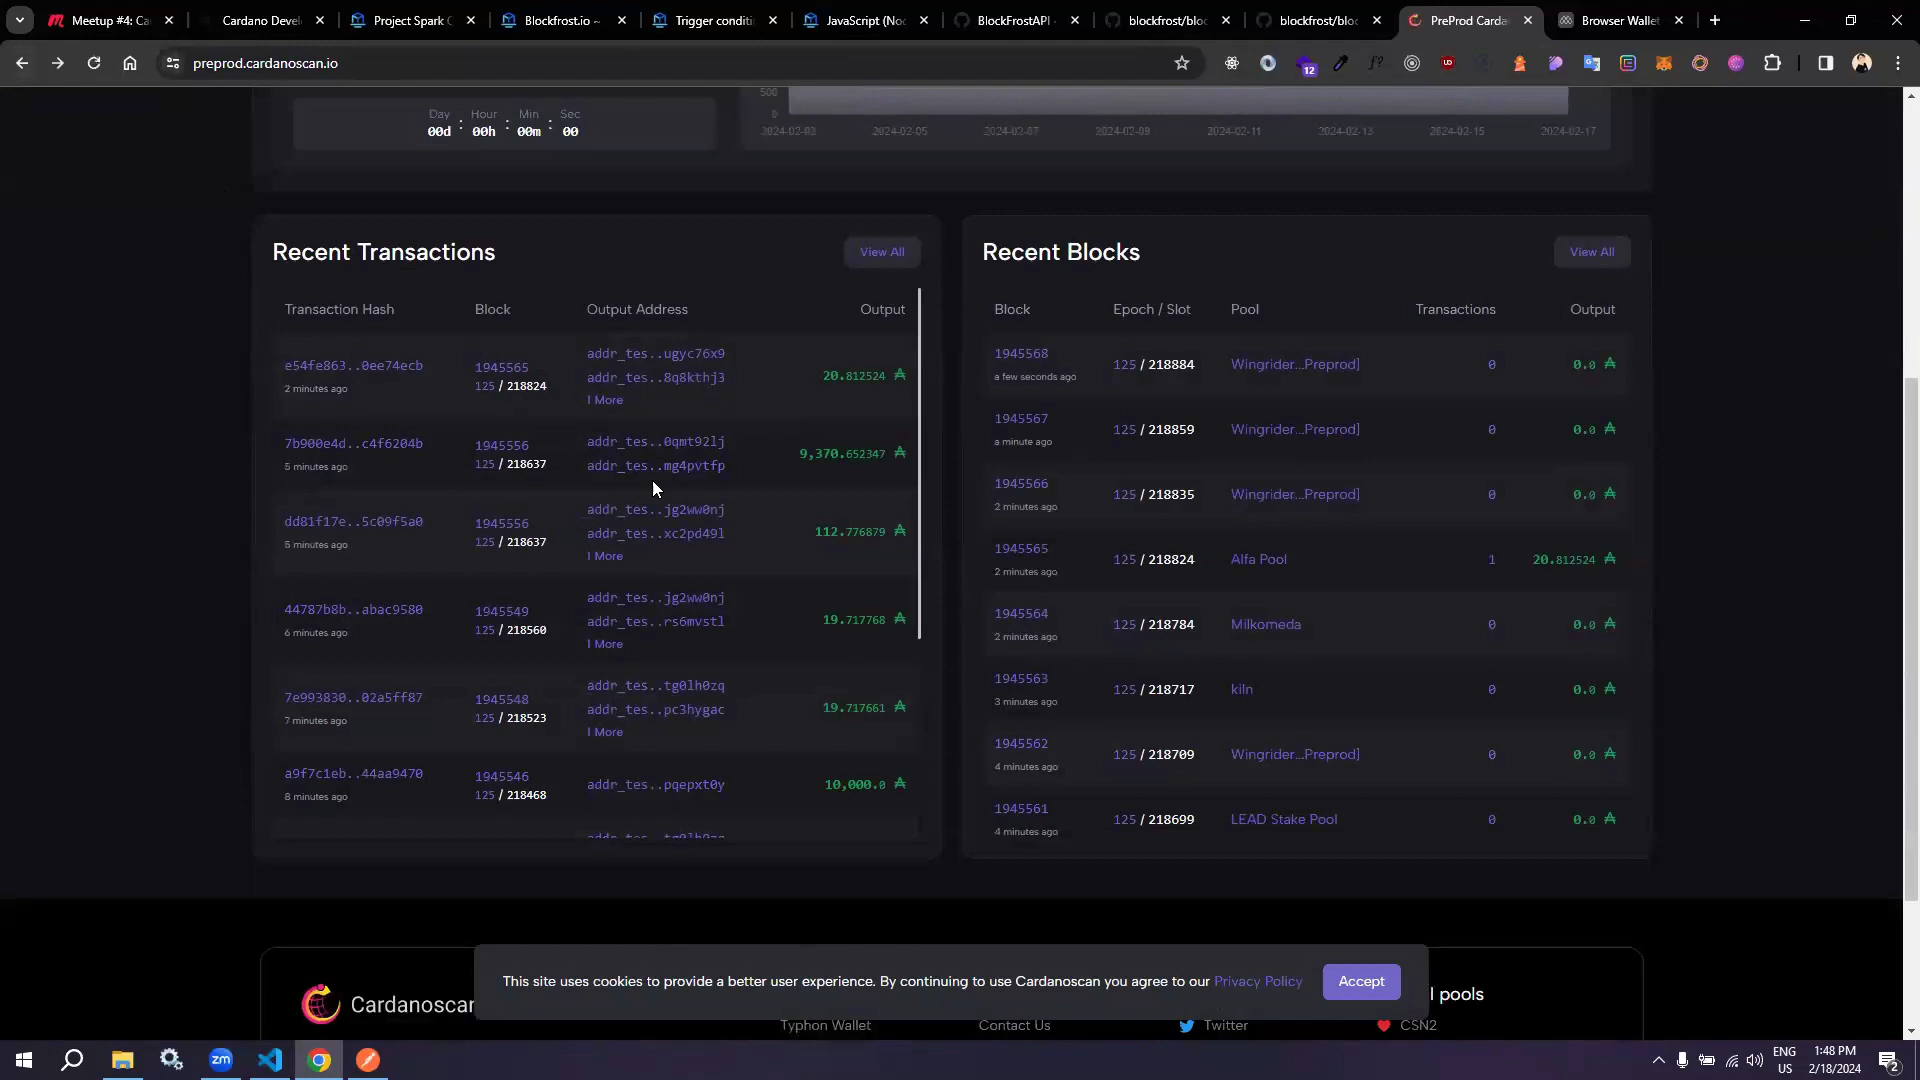 Meetup #4: Ca
Cardano Devel
Project Spark C
Blockfrost.io ~
Trigger conditi
JavaScript (No
BlockFrostAPI -
blockfrost/bloc
blockfrost/bloc
PreProd Carda
Browser Wallet
preprod.cardanoscan.io
12
Day Hour Min Sec
00d : 00h : 00m : 00
500
0
2024-02-03 2024-02-05 2024-02-07 2024-02-09 2024-02-11 2024-02-13 2024-02-15 2024-02-17
Recent Transactions
View All
Transaction Hash Block Output Address Output
e54fe863..0ee74ecb
2 minutes ago
1945565
125 / 218824
addr_tes..ugyc76x9
addr_tes..8q8kthj3
1 More
20.812524 ₳
7b900e4d..c4f6204b
5 minutes ago
1945556
125 / 218637
addr_tes..0qmt92lj
addr_tes..mg4pvtfp
9,370.652347 ₳
dd81f17e..5c09f5a0
5 minutes ago
1945556
125 / 218637
addr_tes..jg2ww0nj
addr_tes..xc2pd49l
1 More
112.776879 ₳
44787b8b..abac9580
6 minutes ago
1945549
125 / 218560
addr_tes..jg2ww0nj
addr_tes..rs6mvstl
1 More
19.717768 ₳
7e993830..02a5ff87
7 minutes ago
1945548
125 / 218523
addr_tes..tg0lh0zq
addr_tes..pc3hygac
1 More
19.717661 ₳
a9f7c1eb..44aa9470
8 minutes ago
1945546
125 / 218468
addr_tes..pqepxt0y
10,000.0 ₳
addr_tes..tg0lh0zq
Recent Blocks
View All
Block Epoch / Slot Pool Transactions Output
1945568
a few seconds ago
125 / 218884
Wingrider...Preprod]
0
0.0 ₳
1945567
a minute ago
125 / 218859
Wingrider...Preprod]
0
0.0 ₳
1945566
2 minutes ago
125 / 218835
Wingrider...Preprod]
0
0.0 ₳
1945565
2 minutes ago
125 / 218824
Alfa Pool
1
20.812524 ₳
1945564
2 minutes ago
125 / 218784
Milkomeda
0
0.0 ₳
1945563
3 minutes ago
125 / 218717
kiln
0
0.0 ₳
1945562
4 minutes ago
125 / 218709
Wingrider...Preprod]
0
0.0 ₳
1945561
4 minutes ago
125 / 218699
LEAD Stake Pool
0
0.0 ₳
This site uses cookies to provide a better user experience. By continuing to use Cardanoscan you agree to our Privacy Policy
Accept
Cardanoscan
l pools
Typhon Wallet
Contact Us
Twitter
CSN2
zm
ENG
US
1:48 PM
2/18/2024
2